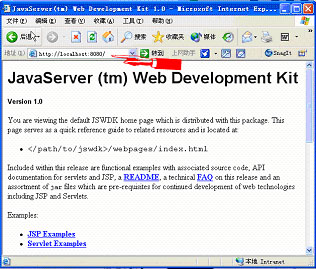 JavaServer(tm) Web Development Kit 1.0 - Microsoft Internet Exp...
文件(F) 编辑(E) 查看(V) 收藏(A) 工具(T) 帮助(H)
后退 搜索 收藏夹 媒体
地址(D) http://localhost:8080/ 转到 上网助手 SnagIt
JavaServer (tm) Web Development Kit
Version 1.0
You are viewing the default JSWDK home page which is distributed with this package. This
page serves as a quick reference guide to related resources and is located at:
</path/to/jswdk>/webpages/index.html
Included within this release are functional examples with associated source code, API
documentation for servlets and JSP, a README, a technical FAQ on this release and an
assortment of jar files which are pre-requisites for continued development of web technologies
including JSP and Servlets.
Examples:
JSP Examples
Servlet Examples
本地 Intranet